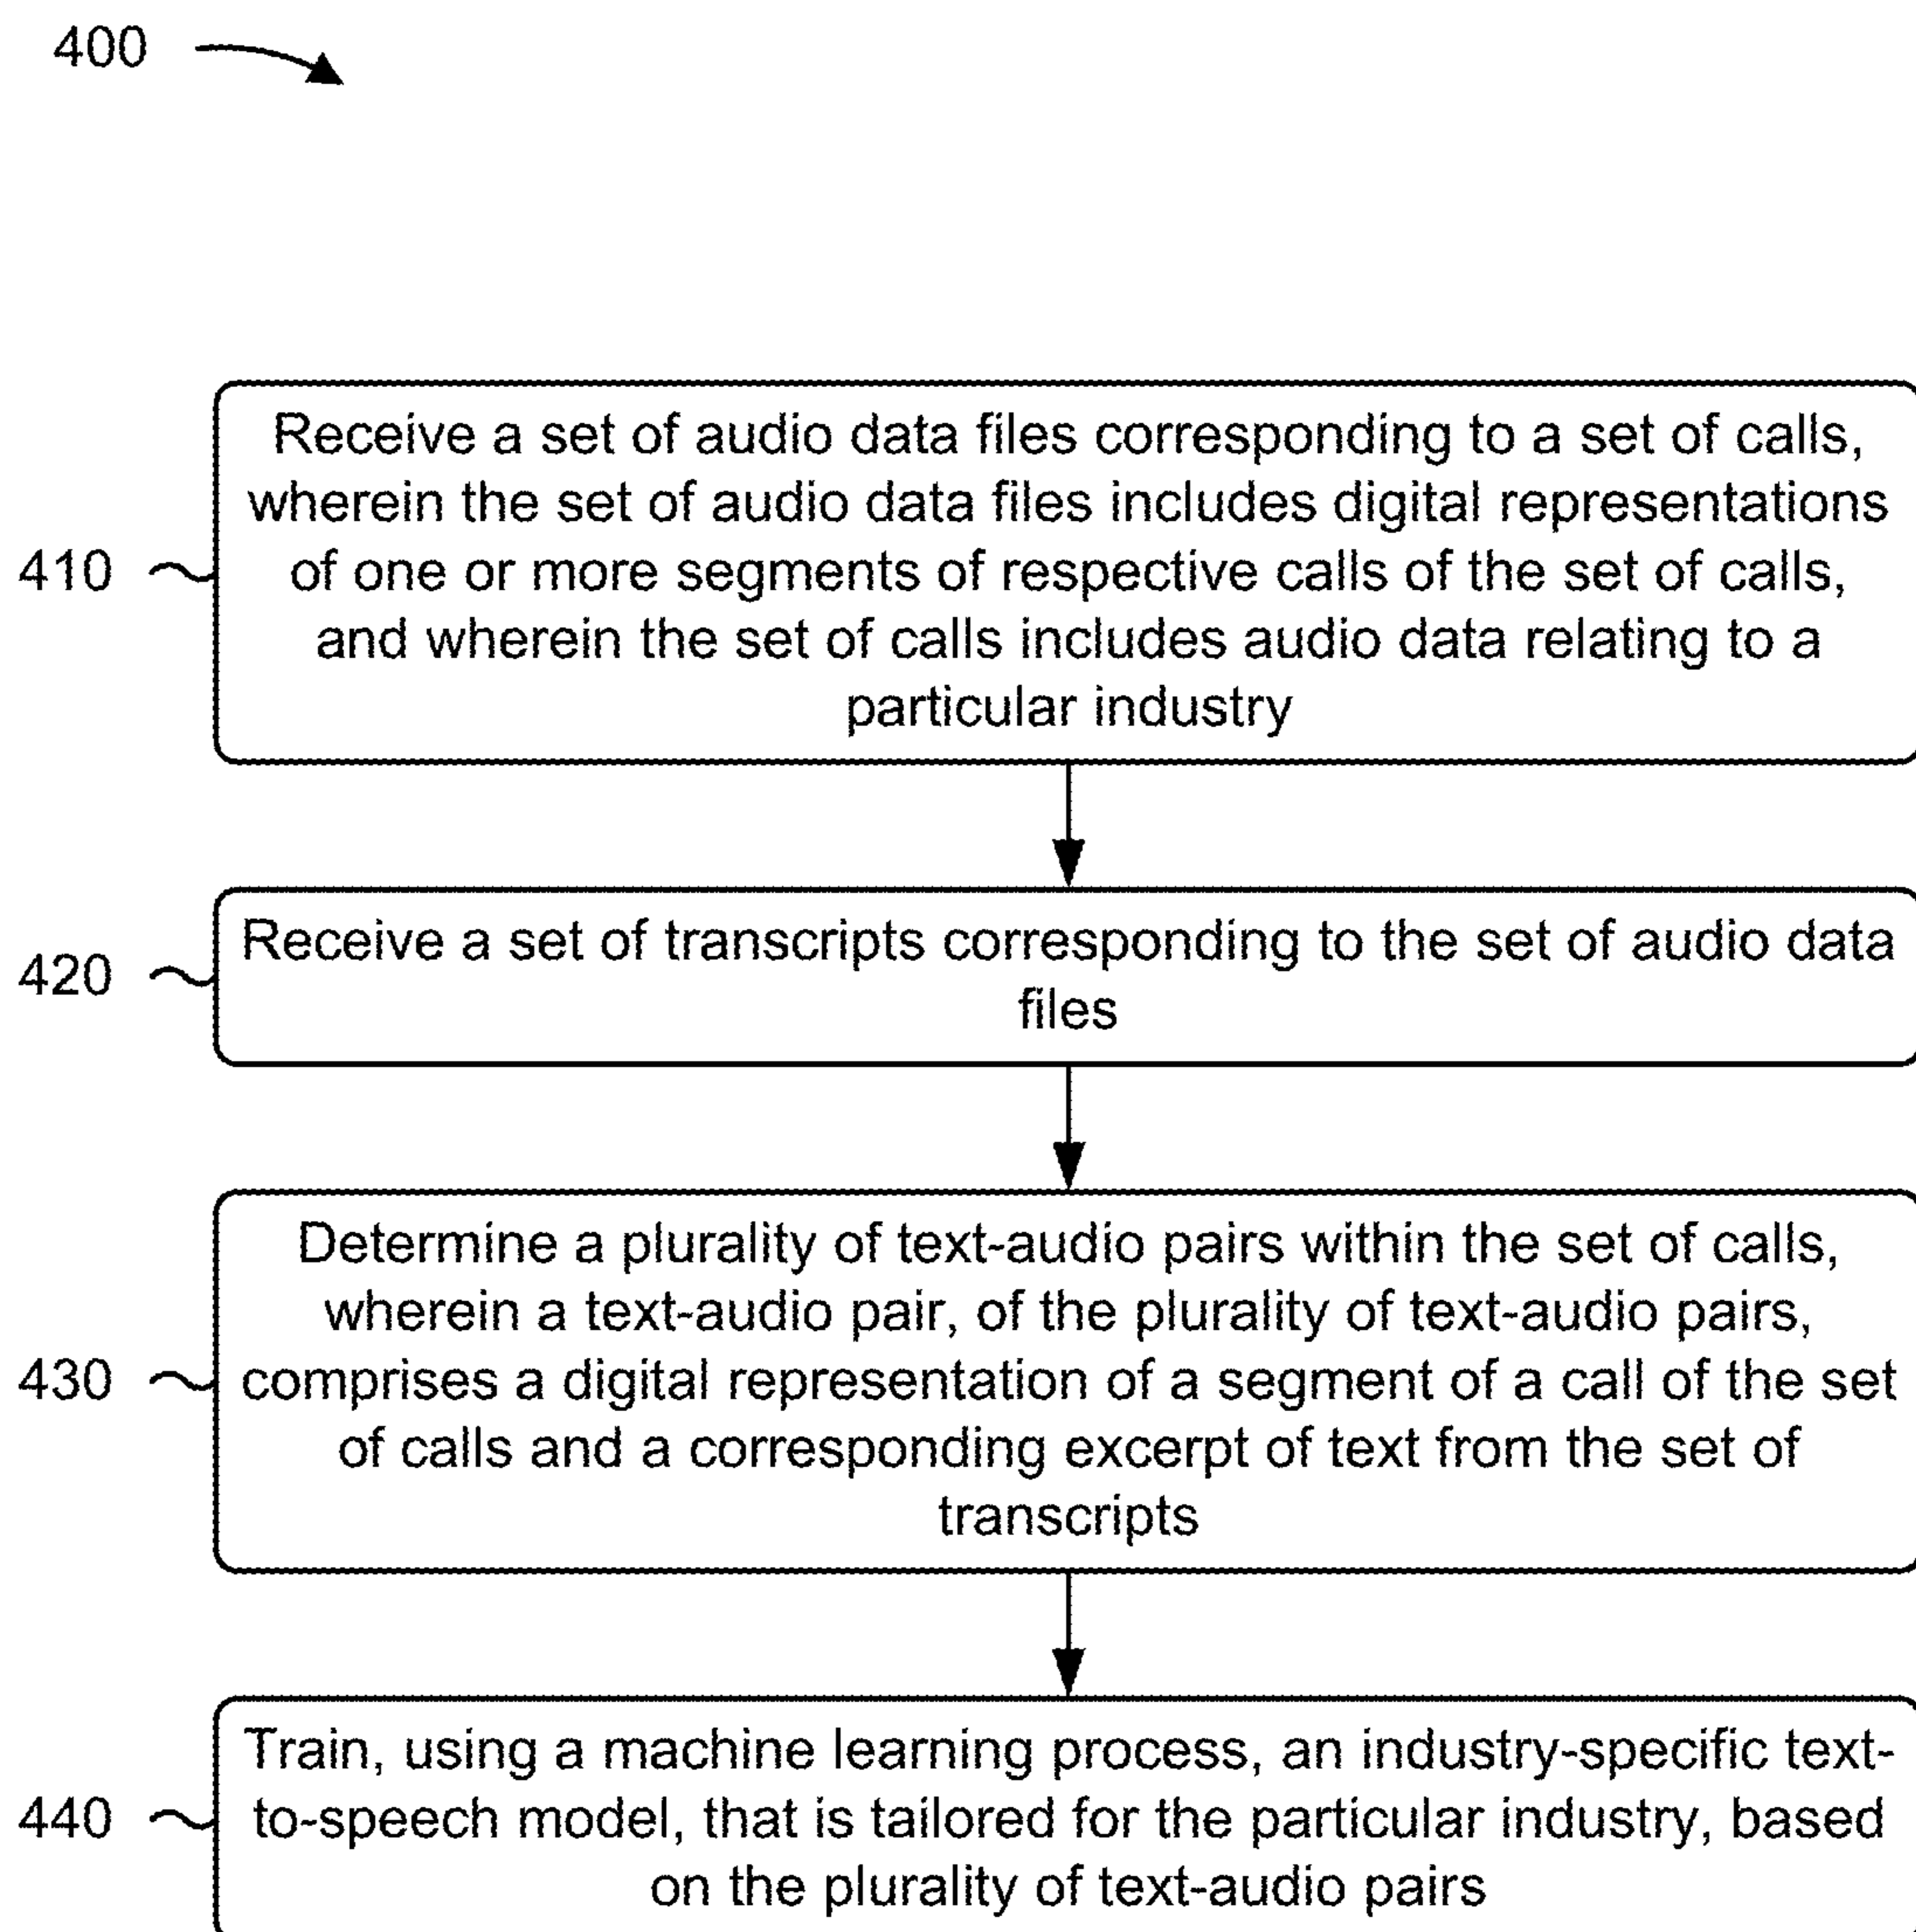 400
Receive a set of audio data files corresponding to a set of calls,
wherein the set of audio data files includes digital representations
410
of one or more segments of respective calls of the set of calls,
and wherein the set of calls includes audio data relating to a
particular industry
Receive a set of transcripts corresponding to the set of audio data
420
files
Determine a plurality of text-audio pairs within the set of calls,
wherein a text-audio pair, of the plurality of text-audio pairs,
430
comprises a digital representation of a segment of a call of the set
of calls and a corresponding excerpt of text from the set of
transcripts
Train, using a machine learning process, an industry-specific text-
440
to-speech model, that is tailored for the particular industry, based
on the plurality of text-audio pairs